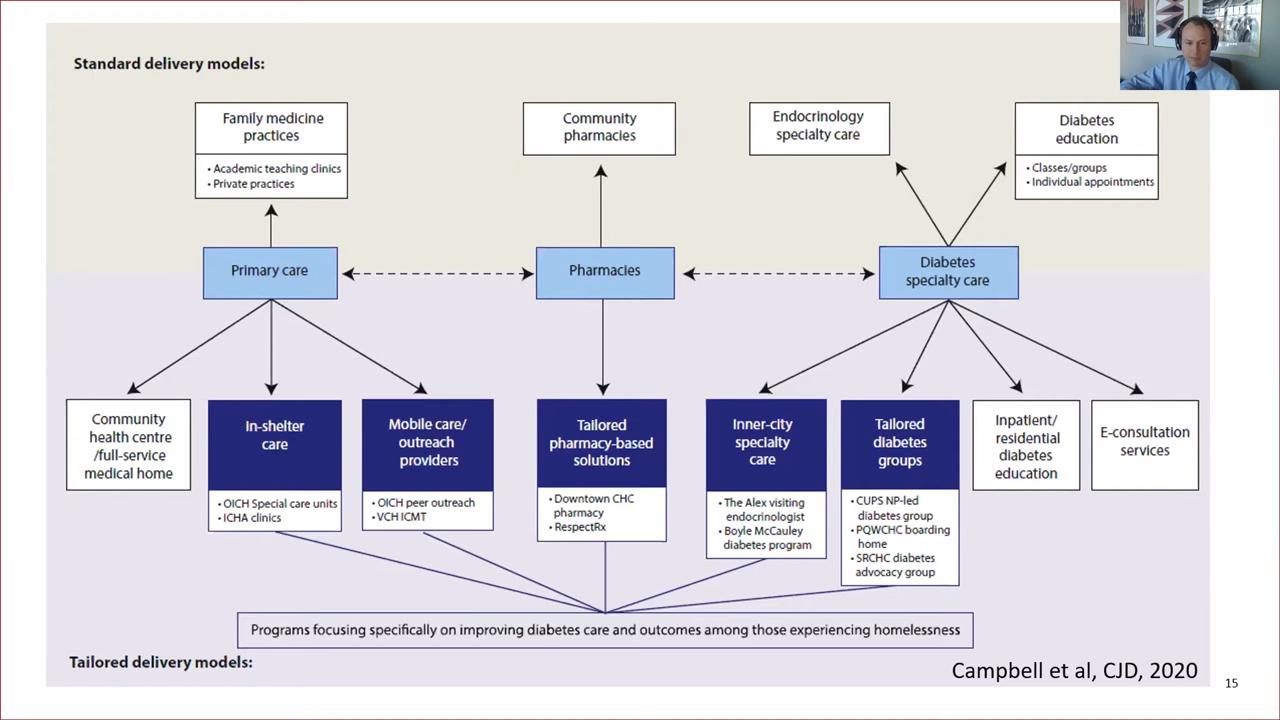 Standard delivery models:
Family medicine
practices
• Academic teaching clinics
• Private practices
Community
pharmacies
Endocrinology
specialty care
Diabetes
education
• Classes/groups
• Individual appointments
Primary care
Pharmacies
Diabetes
specialty care
Community
health centre
/full-service
medical home
In-shelter
care
• OICH Special care units
• ICHA clinics
Mobile care/
outreach
providers
• OICH peer outreach
• VCH ICMT
Tailored
pharmacy-based
solutions
• Downtown CHC
pharmacy
• RespectRx
Inner-city
specialty
care
• The Alex visiting
endocrinologist
• Boyle McCauley
diabetes program
Tailored
diabetes
groups
• CUPS NP-led
diabetes group
• PQWCHC boarding
home
• SRCHC diabetes
advocacy group
Inpatient/
residential
diabetes
education
E-consultation
services
Programs focusing specifically on improving diabetes care and outcomes among those experiencing homelessness
Tailored delivery models:
Campbell et al, CJD, 2020
15